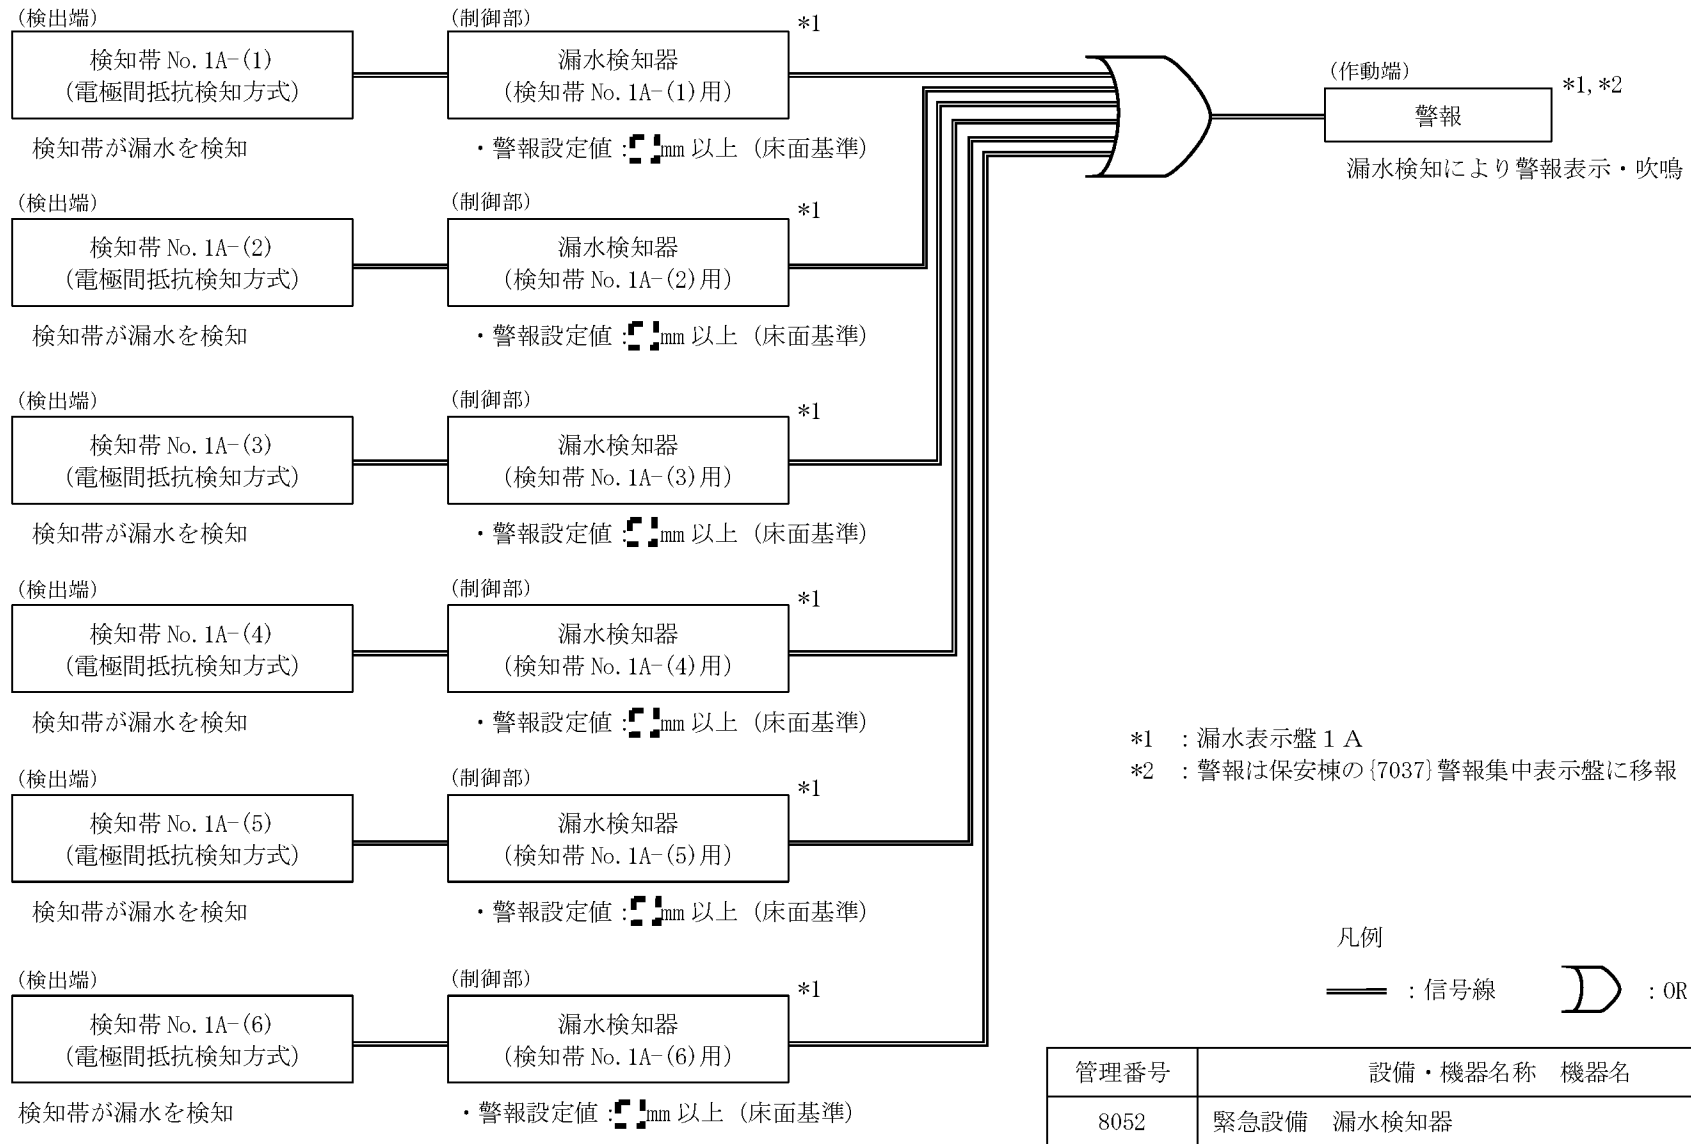 (検出端)
検知帯 No.1A-(1)
(電極間抵抗検知方式)
検知帯が漏水を検知
(制御部)
*1
漏水検知器
(検知帯 No.1A-(1)用)
・警報設定値:mm 以上 (床面基準)
(作動端)
*1,*2
警報
漏水検知により警報表示・吹鳴
(検出端)
検知帯 No.1A-(2)
(電極間抵抗検知方式)
検知帯が漏水を検知
(制御部)
*1
漏水検知器
(検知帯 No.1A-(2)用)
・警報設定値:mm 以上 (床面基準)
(検出端)
検知帯 No.1A-(3)
(電極間抵抗検知方式)
検知帯が漏水を検知
(制御部)
*1
漏水検知器
(検知帯 No.1A-(3)用)
・警報設定値:mm 以上 (床面基準)
(検出端)
検知帯 No.1A-(4)
(電極間抵抗検知方式)
検知帯が漏水を検知
(制御部)
*1
漏水検知器
(検知帯 No.1A-(4)用)
・警報設定値:mm 以上 (床面基準)
(検出端)
検知帯 No.1A-(5)
(電極間抵抗検知方式)
検知帯が漏水を検知
(制御部)
*1
漏水検知器
(検知帯 No.1A-(5)用)
・警報設定値:mm 以上 (床面基準)
(検出端)
検知帯 No.1A-(6)
(電極間抵抗検知方式)
検知帯が漏水を検知
(制御部)
*1
漏水検知器
(検知帯 No.1A-(6)用)
・警報設定値:mm 以上 (床面基準)
*1 :漏水表示盤１Ａ
*2 :警報は保安棟の{7037}警報集中表示盤に移報
凡例
:信号線
:OR
管理番号 設備・機器名称 機器名
8052 緊急設備 漏水検知器